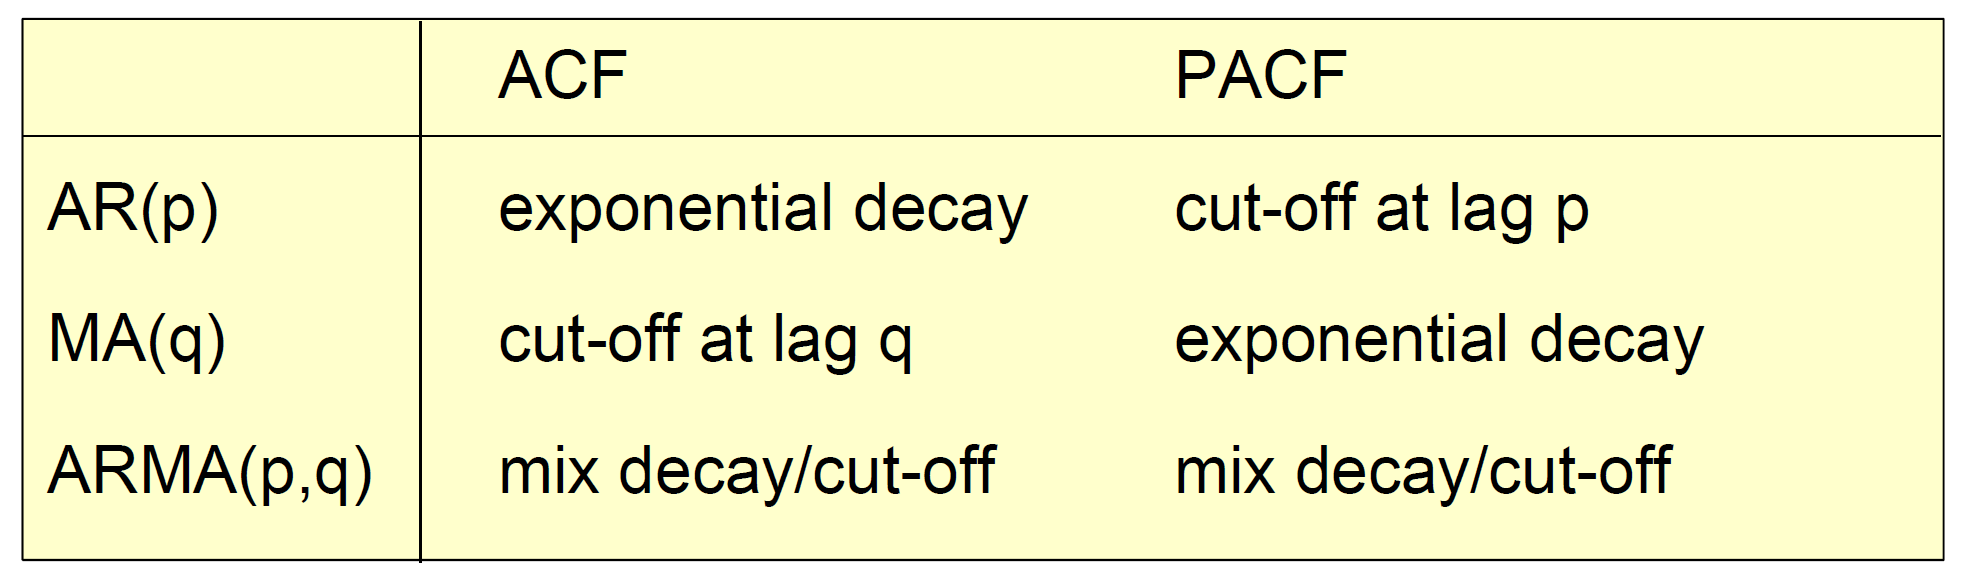 ACF PACF
AR(p) exponential decay cut-off at lag p
MA(q) cut-off at lag q exponential decay
ARMA(p,q) mix decay/cut-off mix decay/cut-off